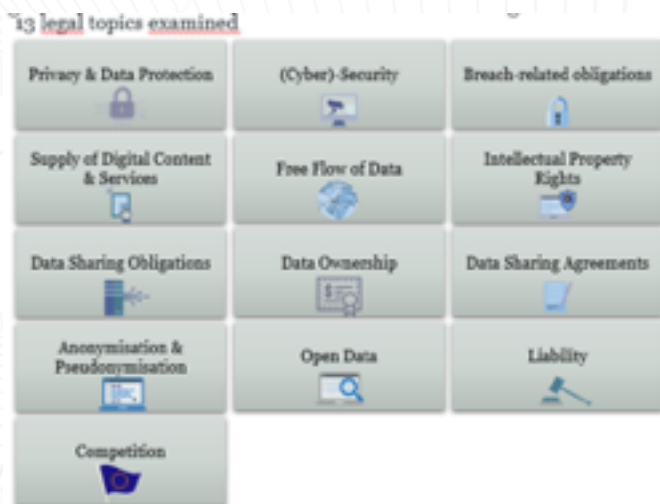 13 legal topics examined
Privacy & Data Protection
(Cyber)-Security
Breach-related obligations
Supply of Digital Content
& Services
Free Flow of Data
Intellectual Property
Rights
Data Sharing Obligations
Data Ownership
Data Sharing Agreements
Anonymisation &
Pseudonymisation
Open Data
Liability
Competition